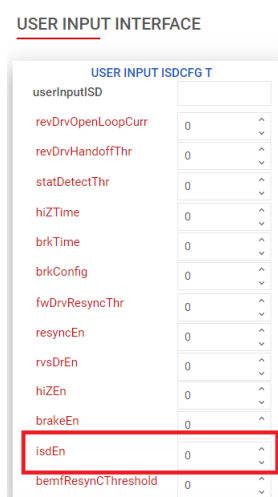 USER INPUT INTERFACE
USER INPUT ISDCFG T
userInputISD
revDrvOpenLoopCurr 0
revDrvHandoffThr 0
statDetectThr 0
hiZTime 0
brkTime 0
brkConfig 0
fwDrvResyncThr 0
resyncEn 0
rvsDrEn 0
hiZEn 0
brakeEn 0
isdEn 0
bemfResynCThreshold 0